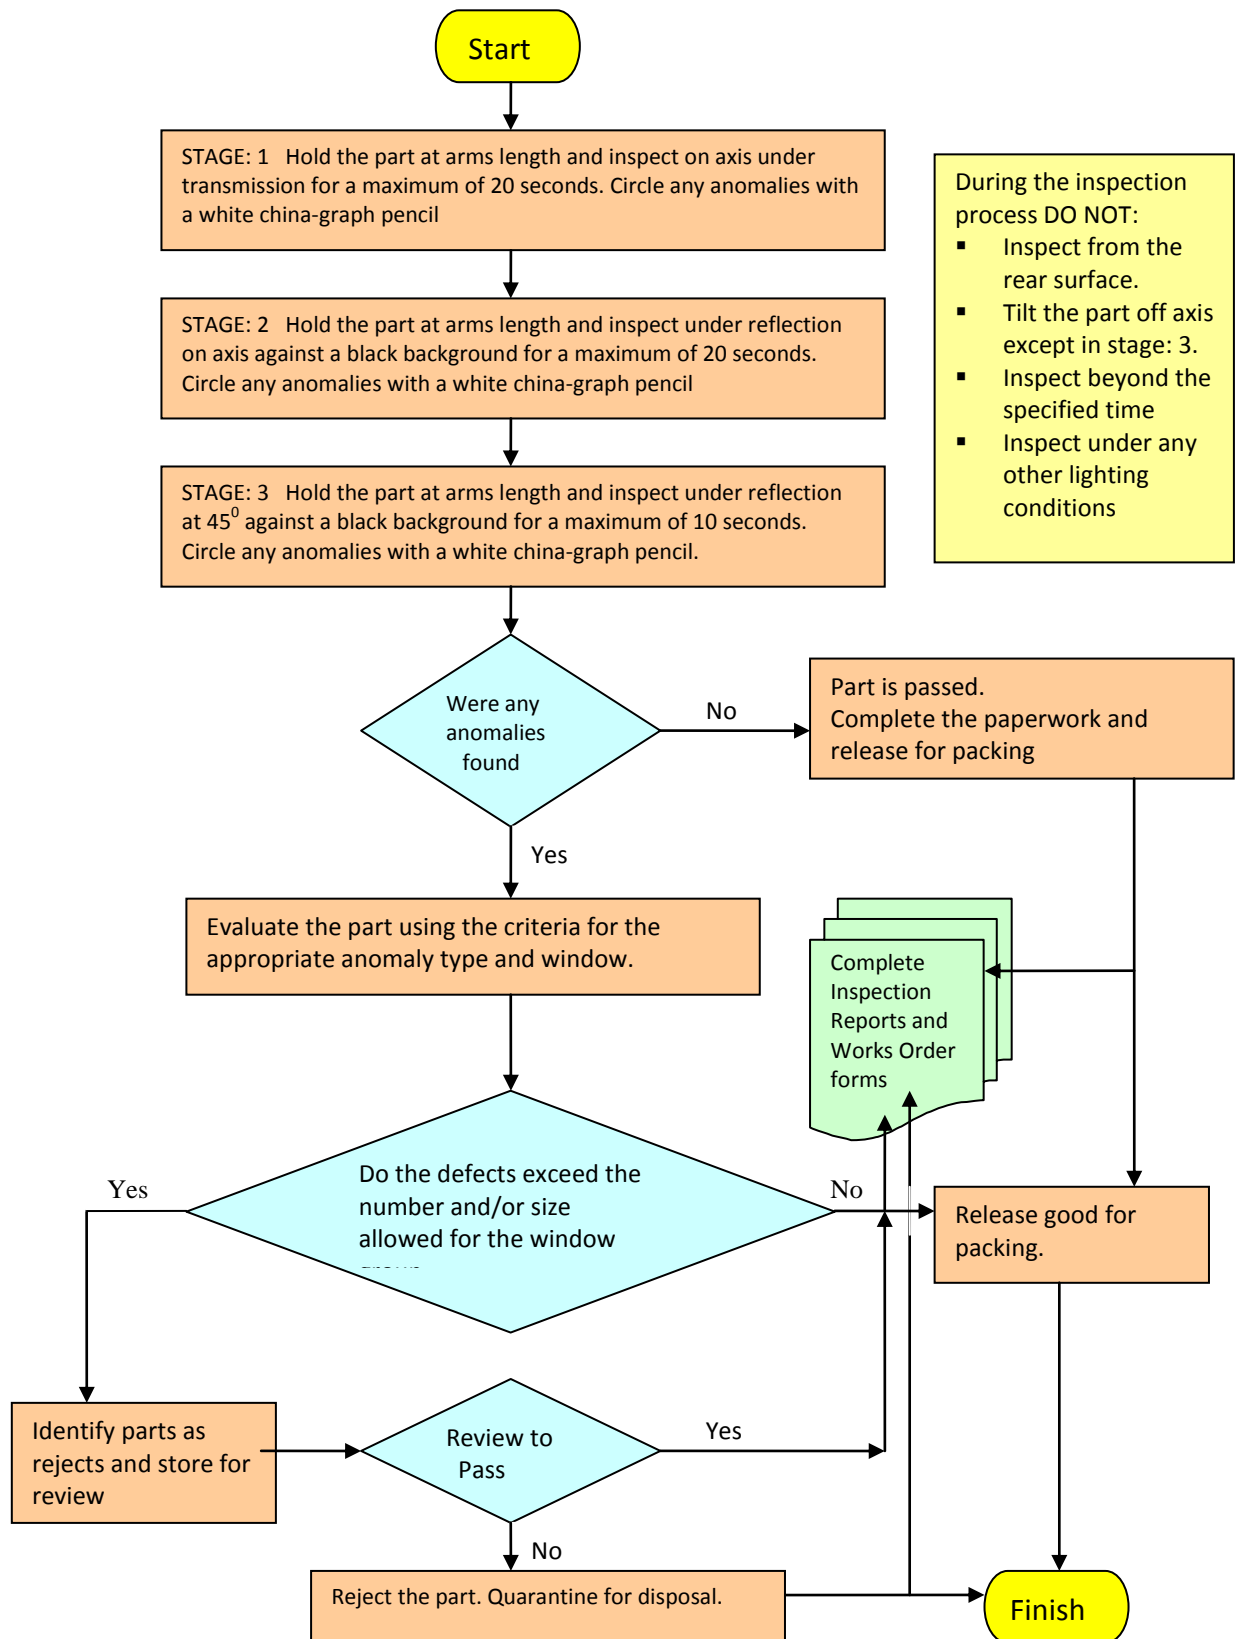 Start
STAGE: 1 Hold the part at arms length and inspect on axis under
transmission for a maximum of 20 seconds. Circle any anomalies with
a white china-graph pencil
During the inspection
process DO NOT:
▪ Inspect from the
rear surface.
▪ Tilt the part off axis
except in stage: 3.
▪ Inspect beyond the
specified time
▪ Inspect under any
other lighting
conditions
STAGE: 2 Hold the part at arms length and inspect under reflection
on axis against a black background for a maximum of 20 seconds.
Circle any anomalies with a white china-graph pencil
STAGE: 3 Hold the part at arms length and inspect under reflection
at 45⁰ against a black background for a maximum of 10 seconds.
Circle any anomalies with a white china-graph pencil.
Were any
anomalies
found
No
Part is passed.
Complete the paperwork and
release for packing
Yes
Evaluate the part using the criteria for the
appropriate anomaly type and window.
Complete
Inspection
Reports and
Works Order
forms
Yes
Do the defects exceed the
number and/or size
allowed for the window
No
Release good for
packing.
Identify parts as
rejects and store for
review
Review to
Pass
Yes
No
Reject the part. Quarantine for disposal.
Finish